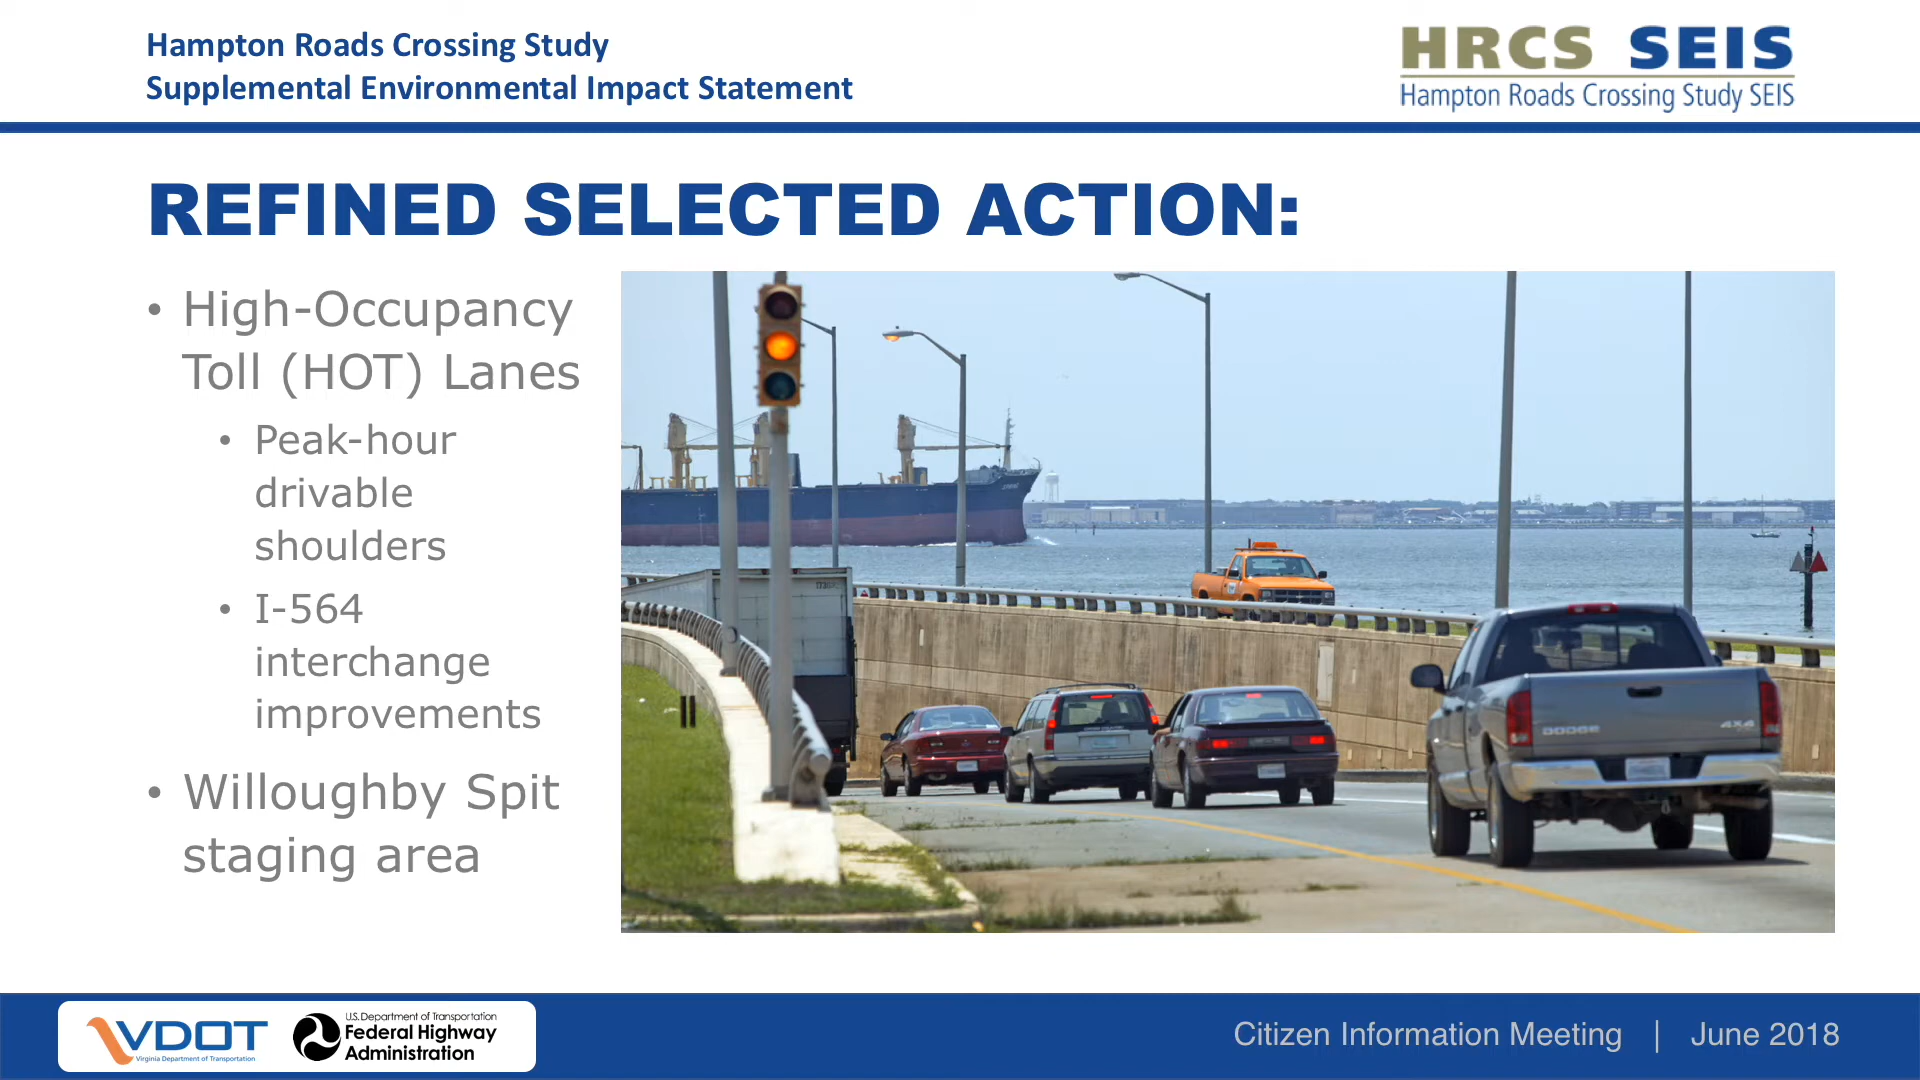 Hampton Roads Crossing Study
Supplemental Environmental Impact Statement
HRCS SEIS
Hampton Roads Crossing Study SEIS
REFINED SELECTED ACTION:
• High-Occupancy
Toll (HOT) Lanes
• Peak-hour
drivable
shoulders
• I-564
interchange
improvements
• Willoughby Spit
staging area
DODGE
4X4
VDOT
Virginia Department of Transportation
U.S. Department of Transportation
Federal Highway
Administration
Citizen Information Meeting | June 2018